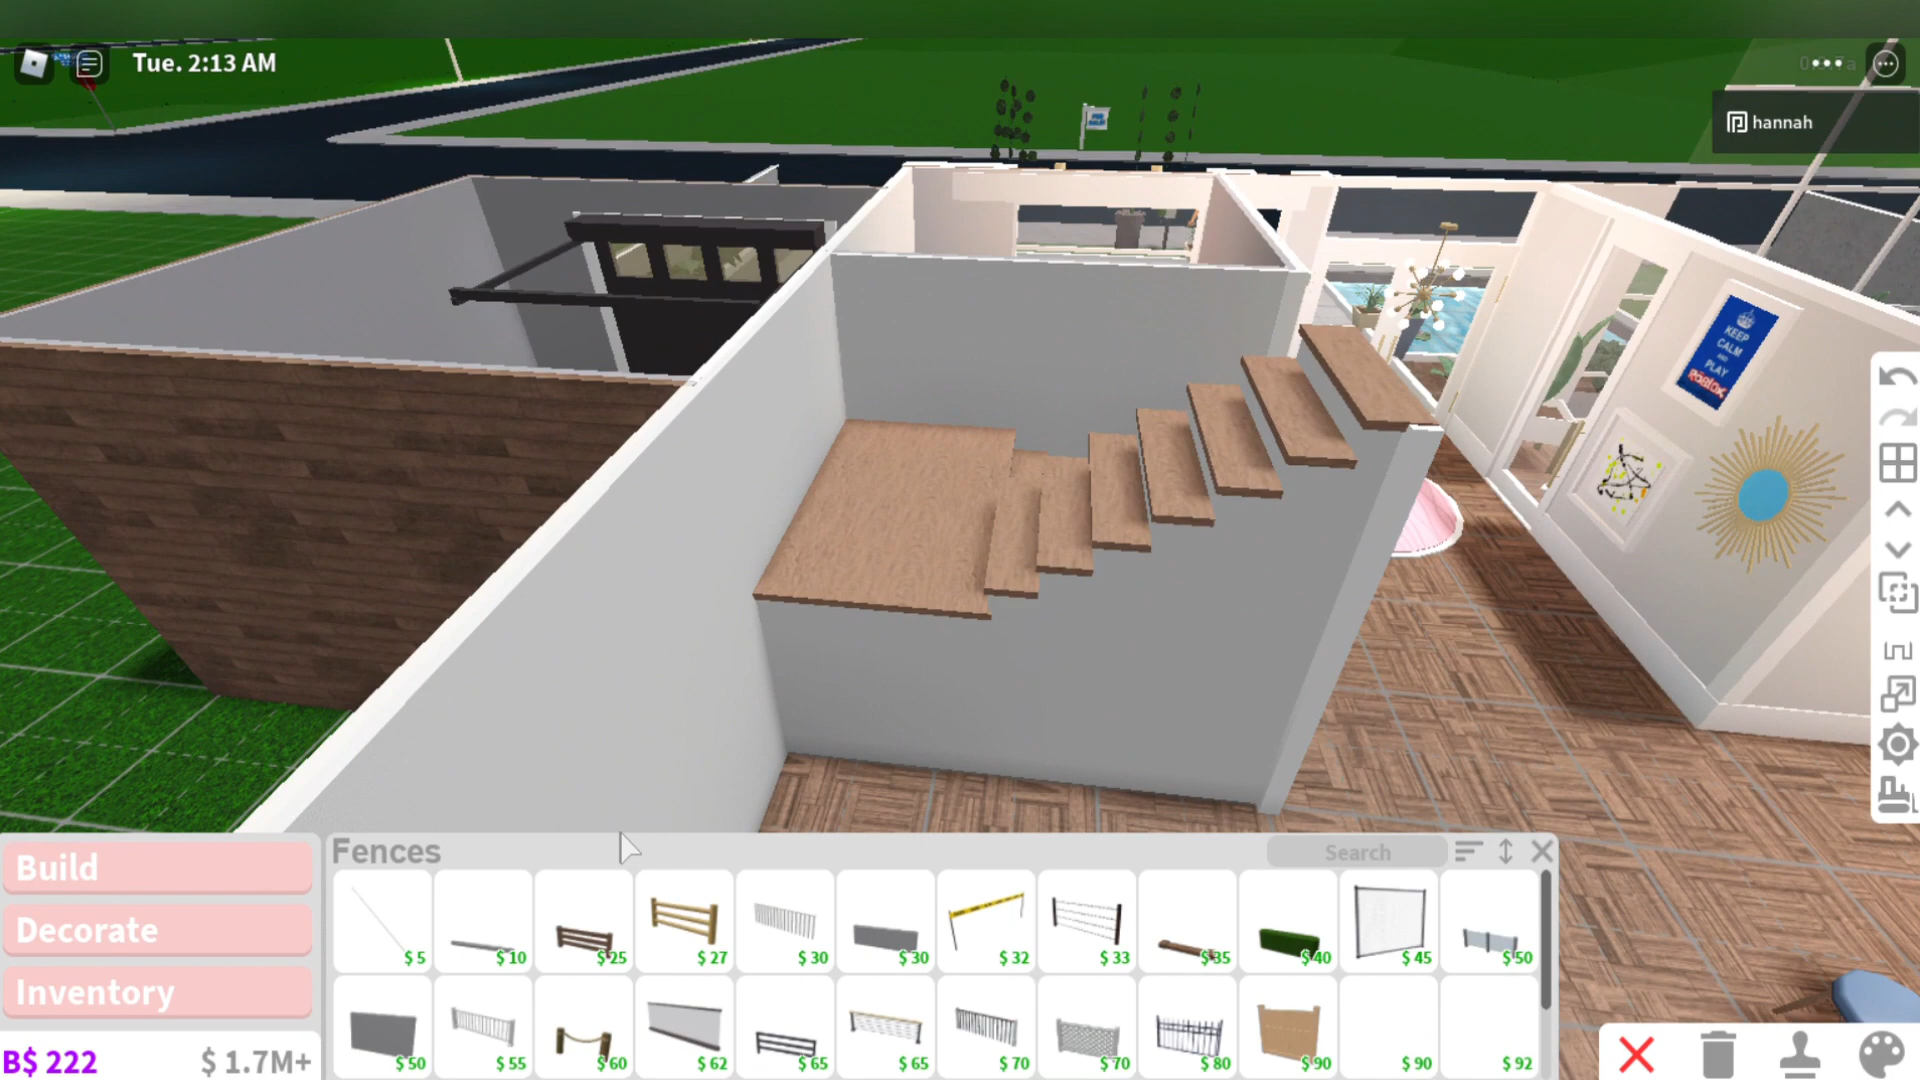 Tue. 2:13 AM
hannah
KEEP
CALM
AND
PLAY
ROBLOX
Build
Decorate
Inventory
B$ 222
$ 1.7M+
Fences
Search
$ 5
$ 10
$ 25
$ 27
$ 30
$ 30
$ 32
$ 33
$ 35
$ 40
$ 45
$ 50
$ 50
$ 55
$ 60
$ 62
$ 65
$ 65
$ 70
$ 70
$ 80
$ 90
$ 90
$ 92